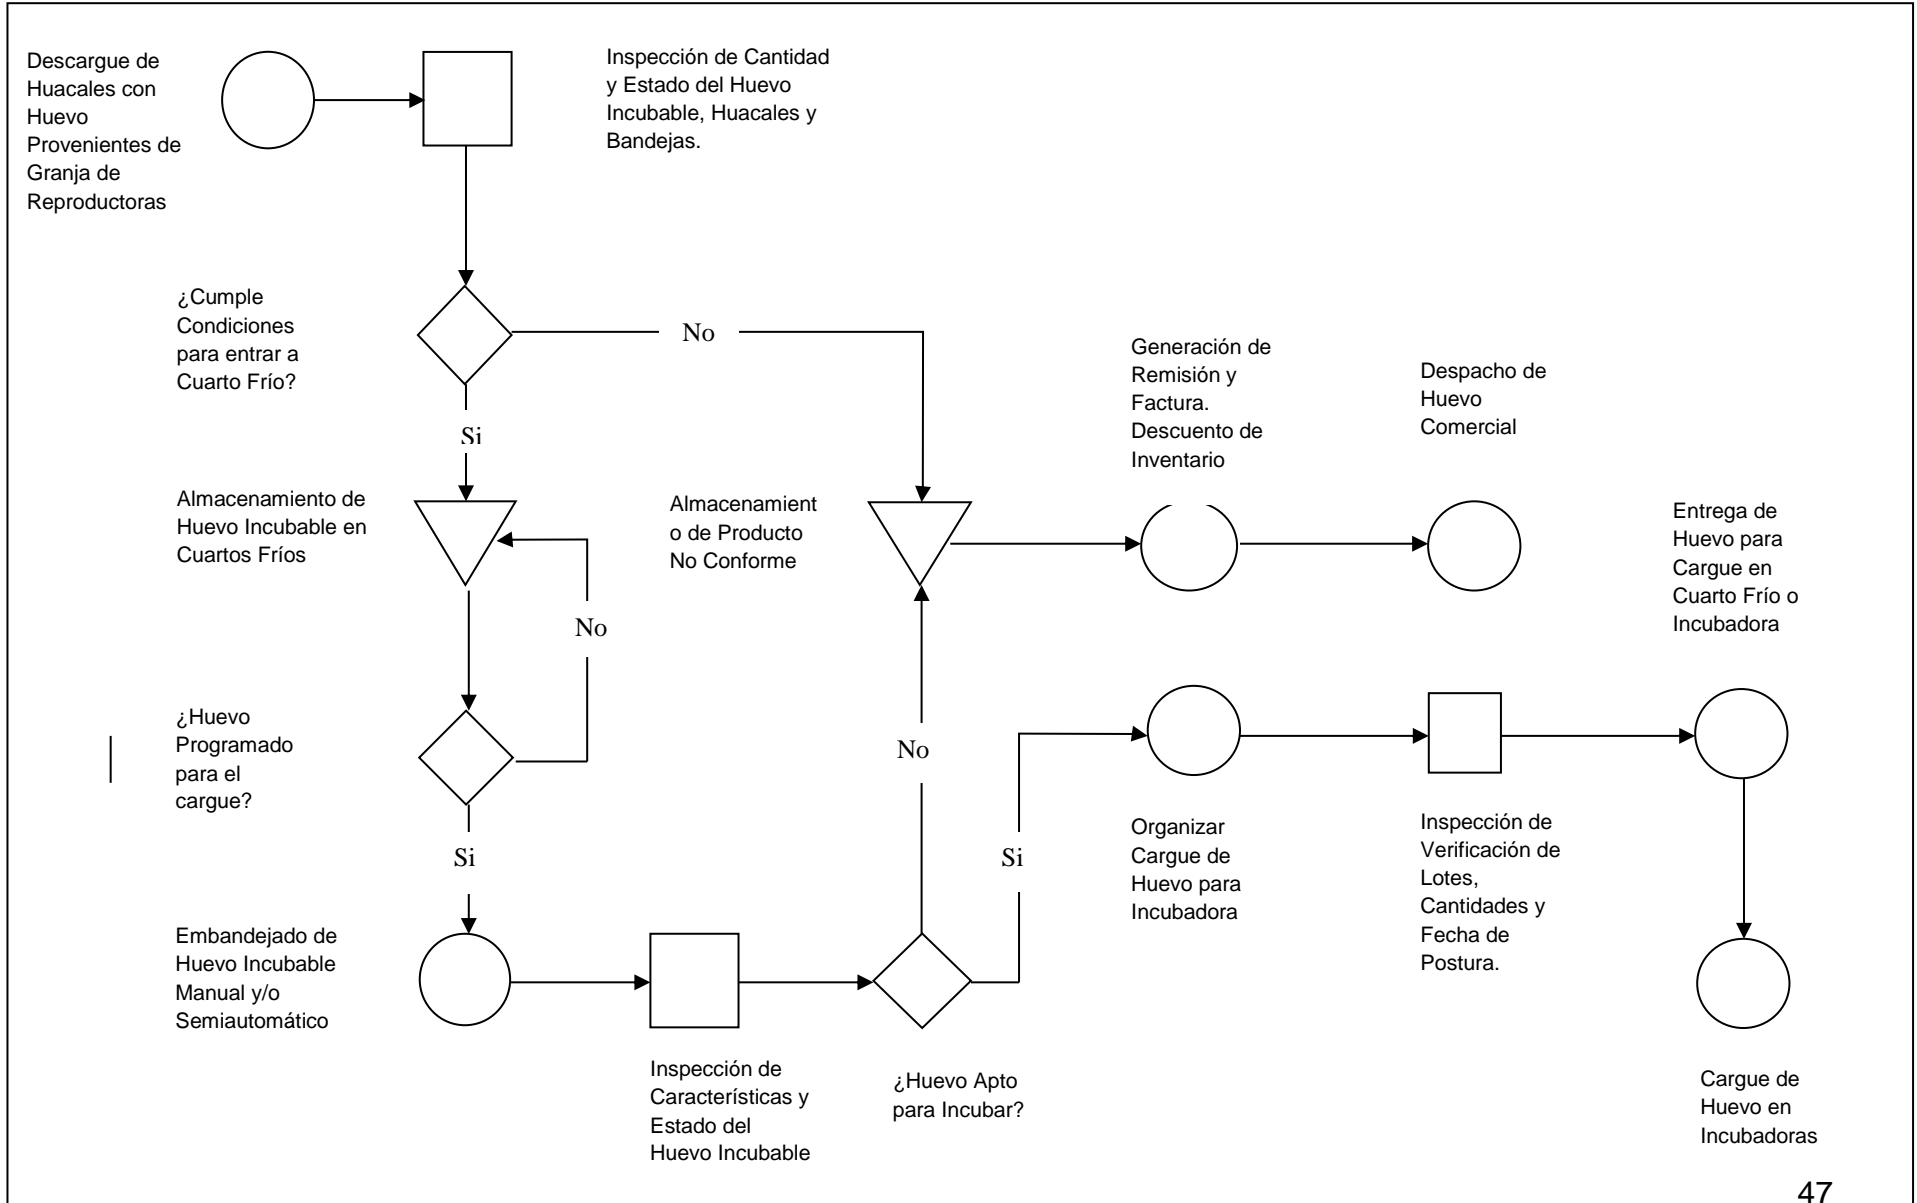 Descargue de
Huacales con
Huevo
Provenientes de
Granja de
Reproductoras
Inspección de Cantidad
y Estado del Huevo
Incubable, Huacales y
Bandejas.
¿Cumple
Condiciones
para entrar a
Cuarto Frío?
No
Si
Generación de
Remisión y
Factura.
Descuento de
Inventario
Despacho de
Huevo
Comercial
Almacenamiento de
Huevo Incubable en
Cuartos Fríos
Almacenamient
o de Producto
No Conforme
Entrega de
Huevo para
Cargue en
Cuarto Frío o
Incubadora
No
¿Huevo
Programado
para el
cargue?
Si
No
Si
Organizar
Cargue de
Huevo para
Incubadora
Inspección de
Verificación de
Lotes,
Cantidades y
Fecha de
Postura.
Embandejado de
Huevo Incubable
Manual y/o
Semiautomático
Inspección de
Características y
Estado del
Huevo Incubable
¿Huevo Apto
para Incubar?
Cargue de
Huevo en
Incubadoras
47